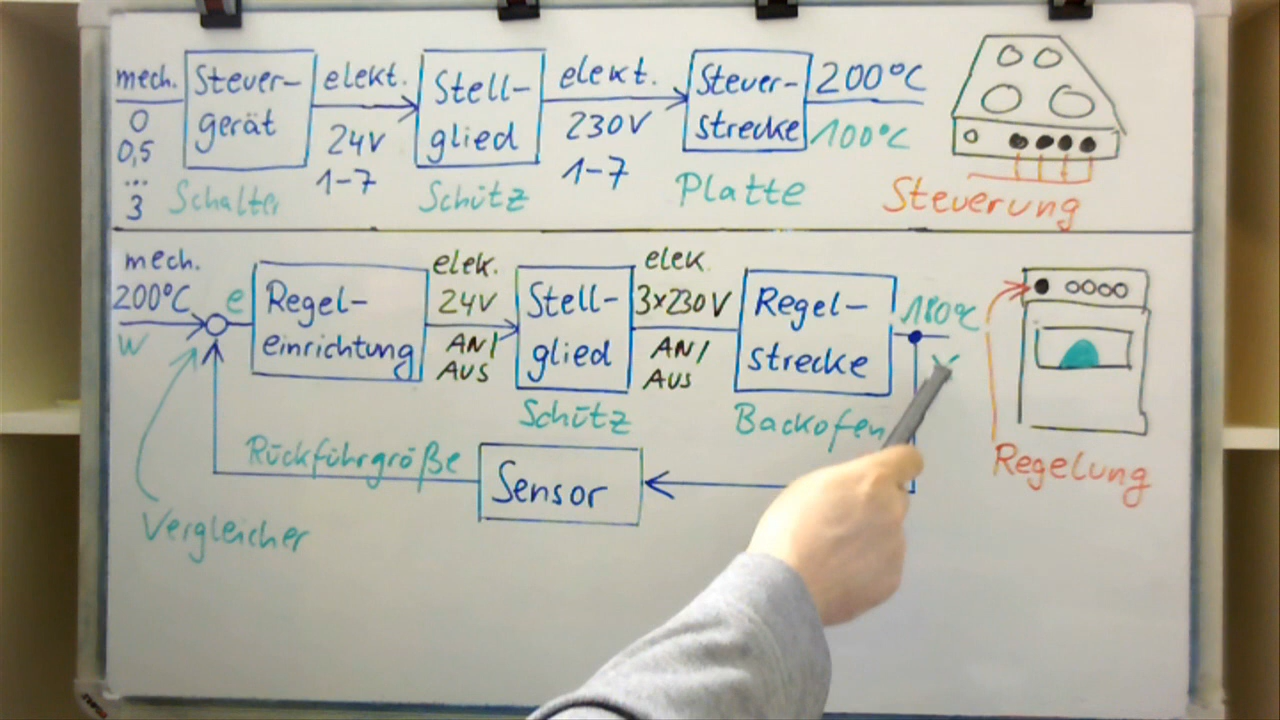 mech.
0
0,5
...
3
Steuer-
gerät
Schalter
elekt.
24V
1-7
Stell-
glied
Schütz
elekt.
230V
1-7
Steuer-
strecke
Platte
200°C
100°C
Steuerung
mech.
200°C
w
e
Regel-
einrichtung
elek.
24V
AN/
AUS
Stell-
glied
Schütz
elek
3x230V
AN/
AUS
Regel-
strecke
Backofen
180°C
Rückführgröße
Sensor
Vergleicher
Regelung